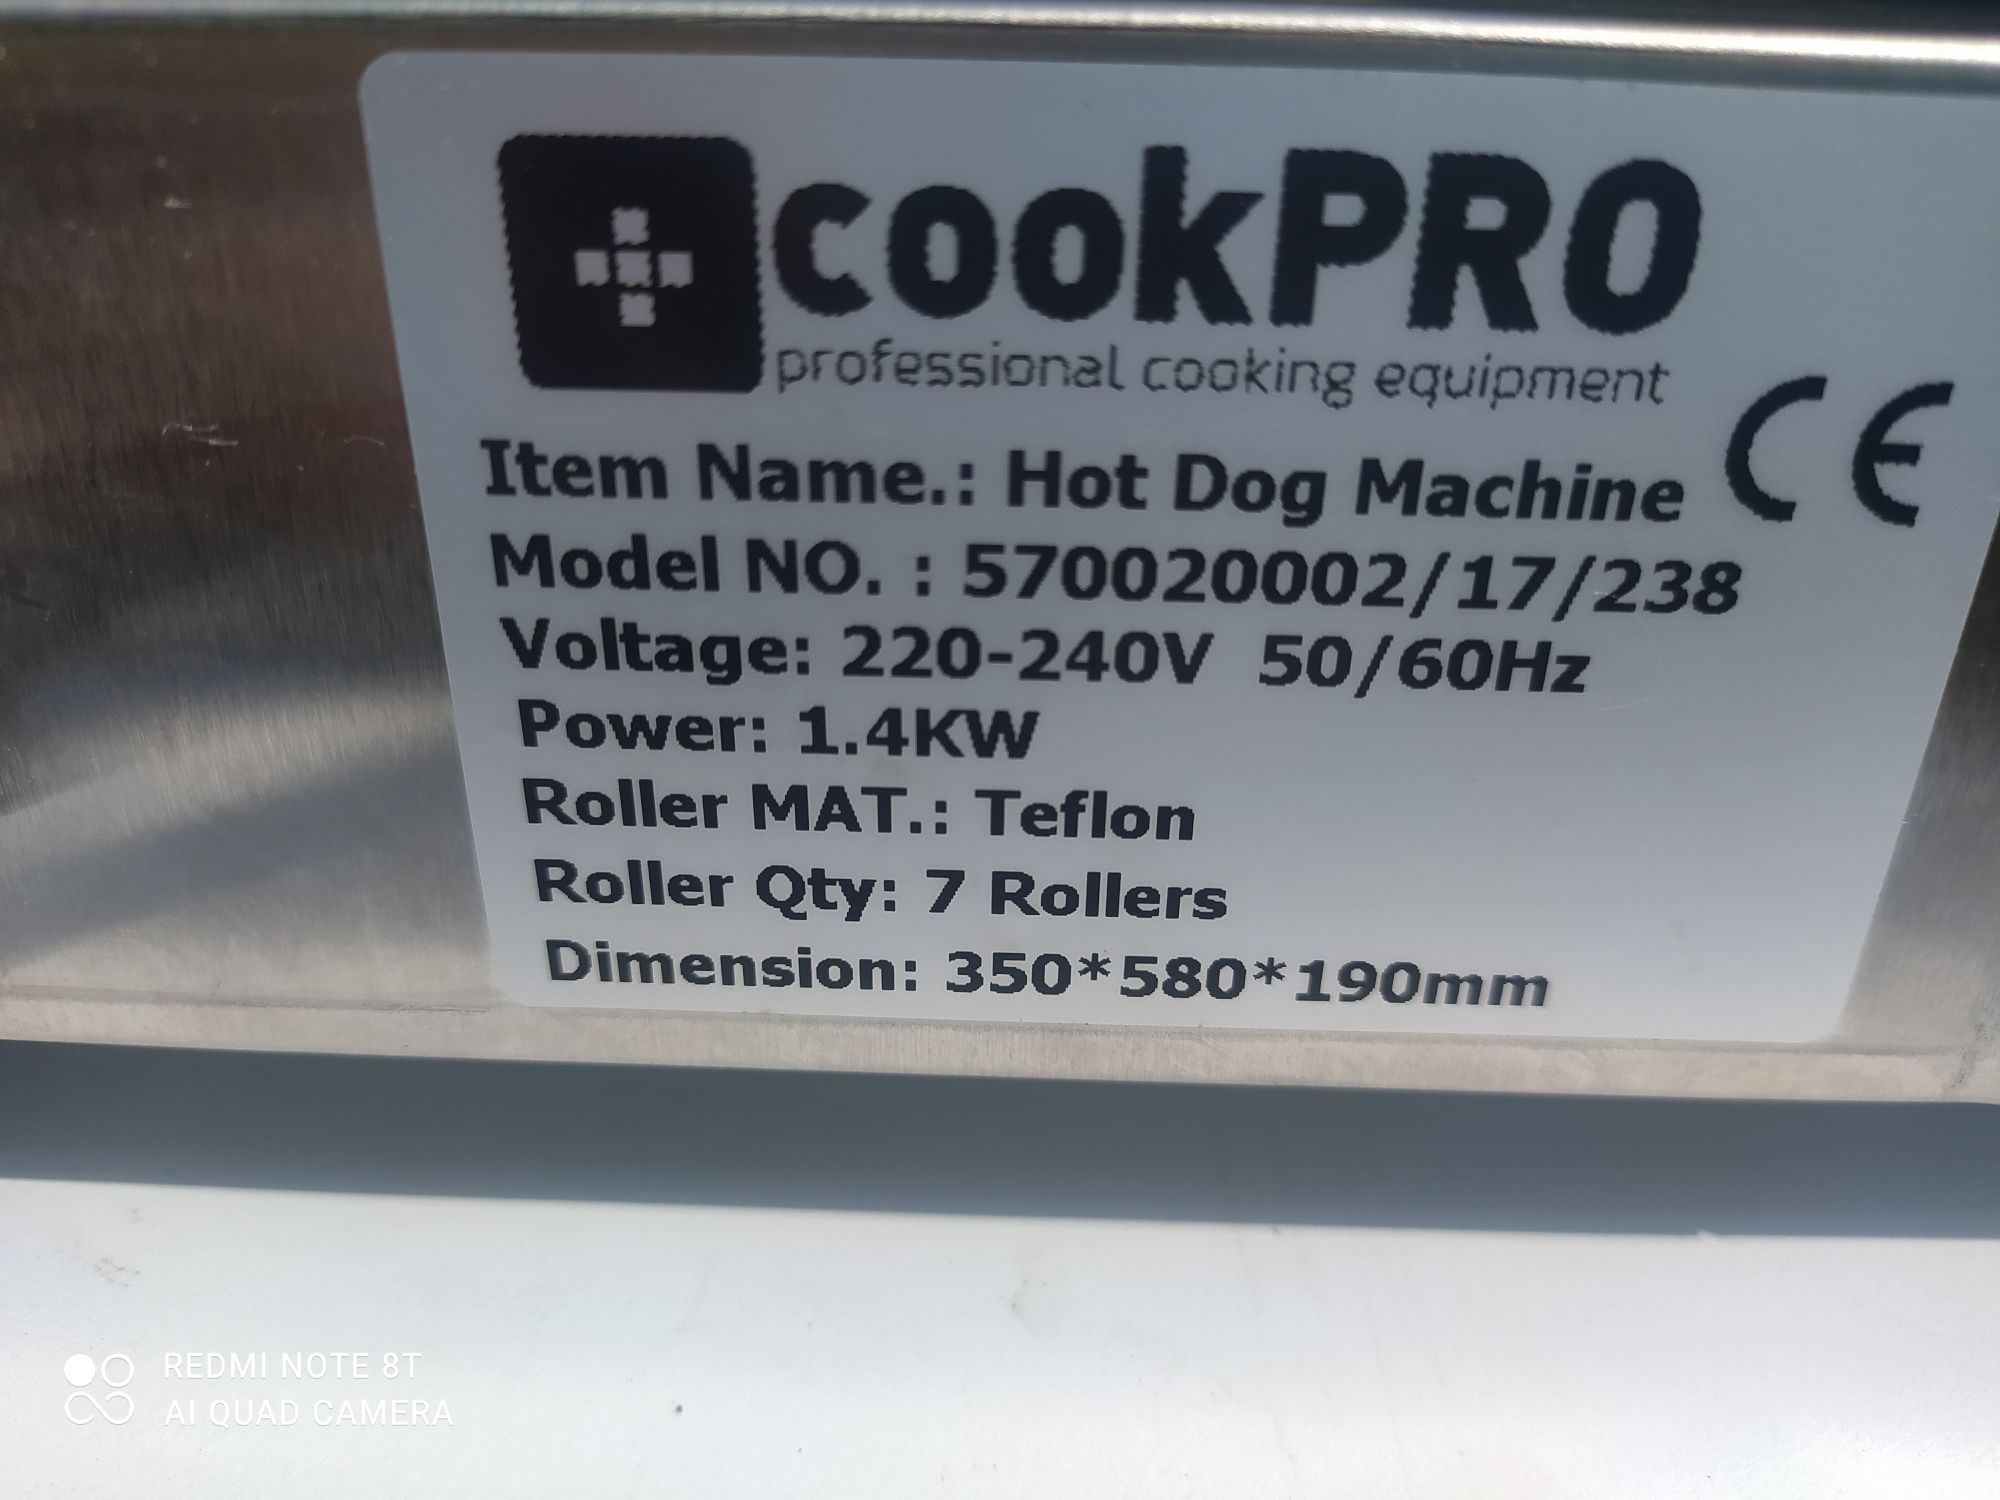 cookPRO
professional cooking equipment
CE
Item Name.: Hot Dog Machine
Model NO. : 570020002/17/238
Voltage: 220-240V 50/60Hz
Power: 1.4KW
Roller MAT.: Teflon
Roller Qty: 7 Rollers
Dimension: 350*580*190mm
REDMI NOTE 8T
AI QUAD CAMERA